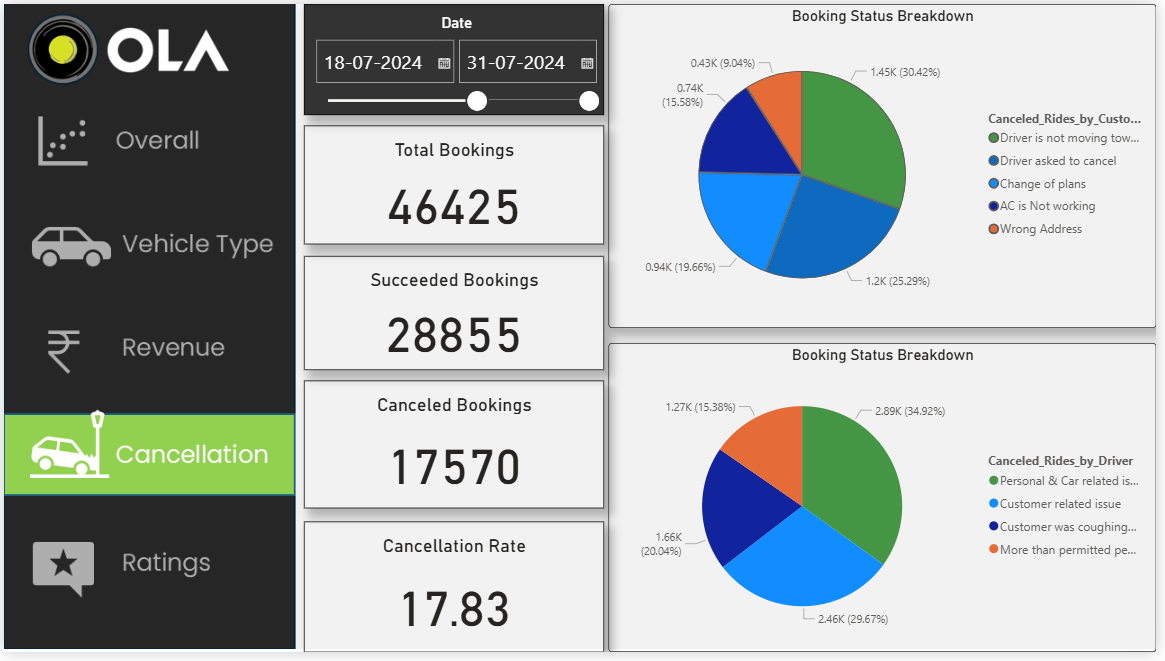 OLA
Overall
Vehicle Type
Revenue
Cancellation
Ratings
Date
18-07-2024
31-07-2024
Total Bookings
46425
Succeeded Bookings
28855
Canceled Bookings
17570
Cancellation Rate
17.83
Booking Status Breakdown
0.43K (9.04%)
1.45K (30.42%)
0.74K
(15.58%)
0.94K (19.66%)
1.2K (25.29%)
Canceled_Rides_by_Custo...
Driver is not moving tow...
Driver asked to cancel
Change of plans
AC is Not working
Wrong Address
Booking Status Breakdown
1.27K (15.38%)
2.89K (34.92%)
1.66K
(20.04%)
2.46K (29.67%)
Canceled_Rides_by_Driver
Personal & Car related is...
Customer related issue
Customer was coughing...
More than permitted pe...